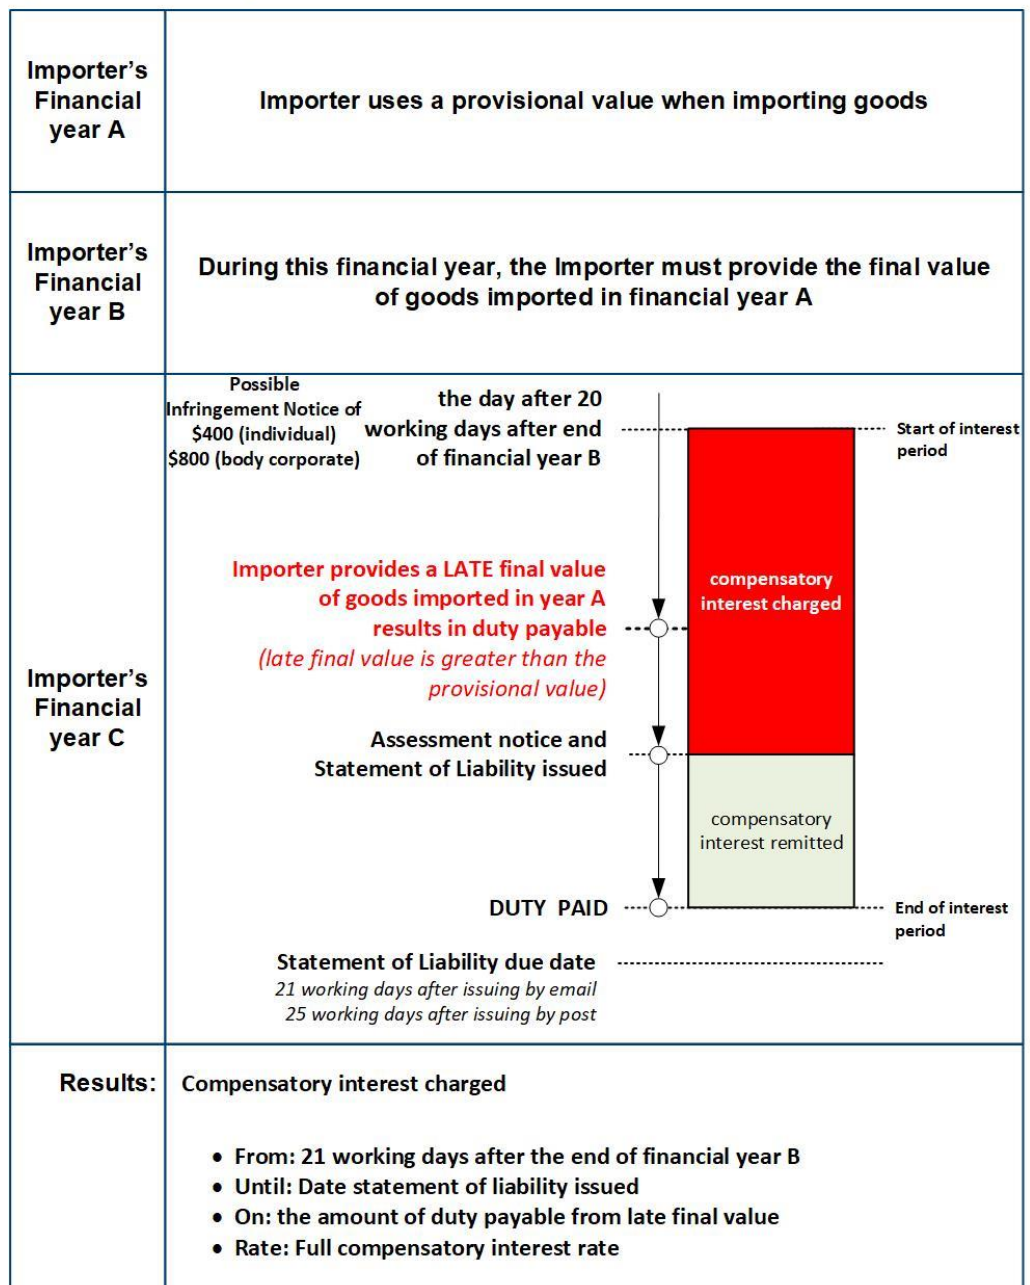 Importer's
Financial
year A
Importer uses a provisional value when importing goods
Importer's
Financial
year B
During this financial year, the Importer must provide the final value
of goods imported in financial year A
Importer's
Financial
year C
Possible
Infringement Notice of
$400 (individual)
$800 (body corporate)
the day after 20
working days after end
of financial year B
Start of interest
period
Importer provides a LATE final value
of goods imported in year A
results in duty payable
(late final value is greater than the
provisional value)
compensatory
interest charged
Assessment notice and
Statement of Liability issued
compensatory
interest remitted
DUTY PAID
End of interest
period
Statement of Liability due date
21 working days after issuing by email
25 working days after issuing by post
Results:
Compensatory interest charged
• From: 21 working days after the end of financial year B
• Until: Date statement of liability issued
• On: the amount of duty payable from late final value
• Rate: Full compensatory interest rate